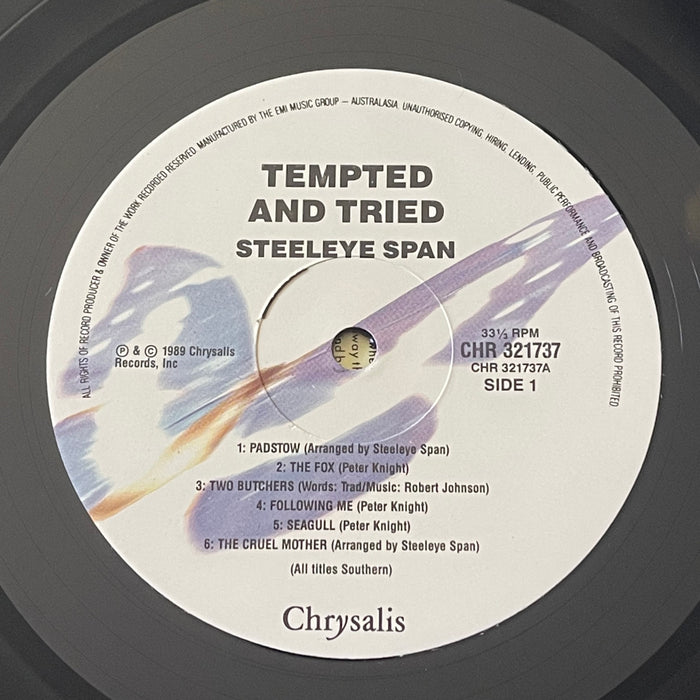 ALL RIGHTS OF RECORD PRODUCER & OWNER OF THE WORK RECORDED RESERVED. MANUFACTURED BY THE EMI MUSIC GROUP – AUSTRALASIA. UNAUTHORISED COPYING, HIRING, LENDING, PUBLIC PERFORMANCE AND BROADCASTING OF THIS RECORD PROHIBITED
TEMPTED
AND TRIED
STEELEYE SPAN
℗ & © 1989 Chrysalis
Records, Inc
33⅓ RPM
CHR 321737
CHR 321737A
SIDE 1
1: PADSTOW (Arranged by Steeleye Span)
2: THE FOX (Peter Knight)
3: TWO BUTCHERS (Words: Trad/Music: Robert Johnson)
4: FOLLOWING ME (Peter Knight)
5: SEAGULL (Peter Knight)
6: THE CRUEL MOTHER (Arranged by Steeleye Span)
(All titles Southern)
Chrysalis